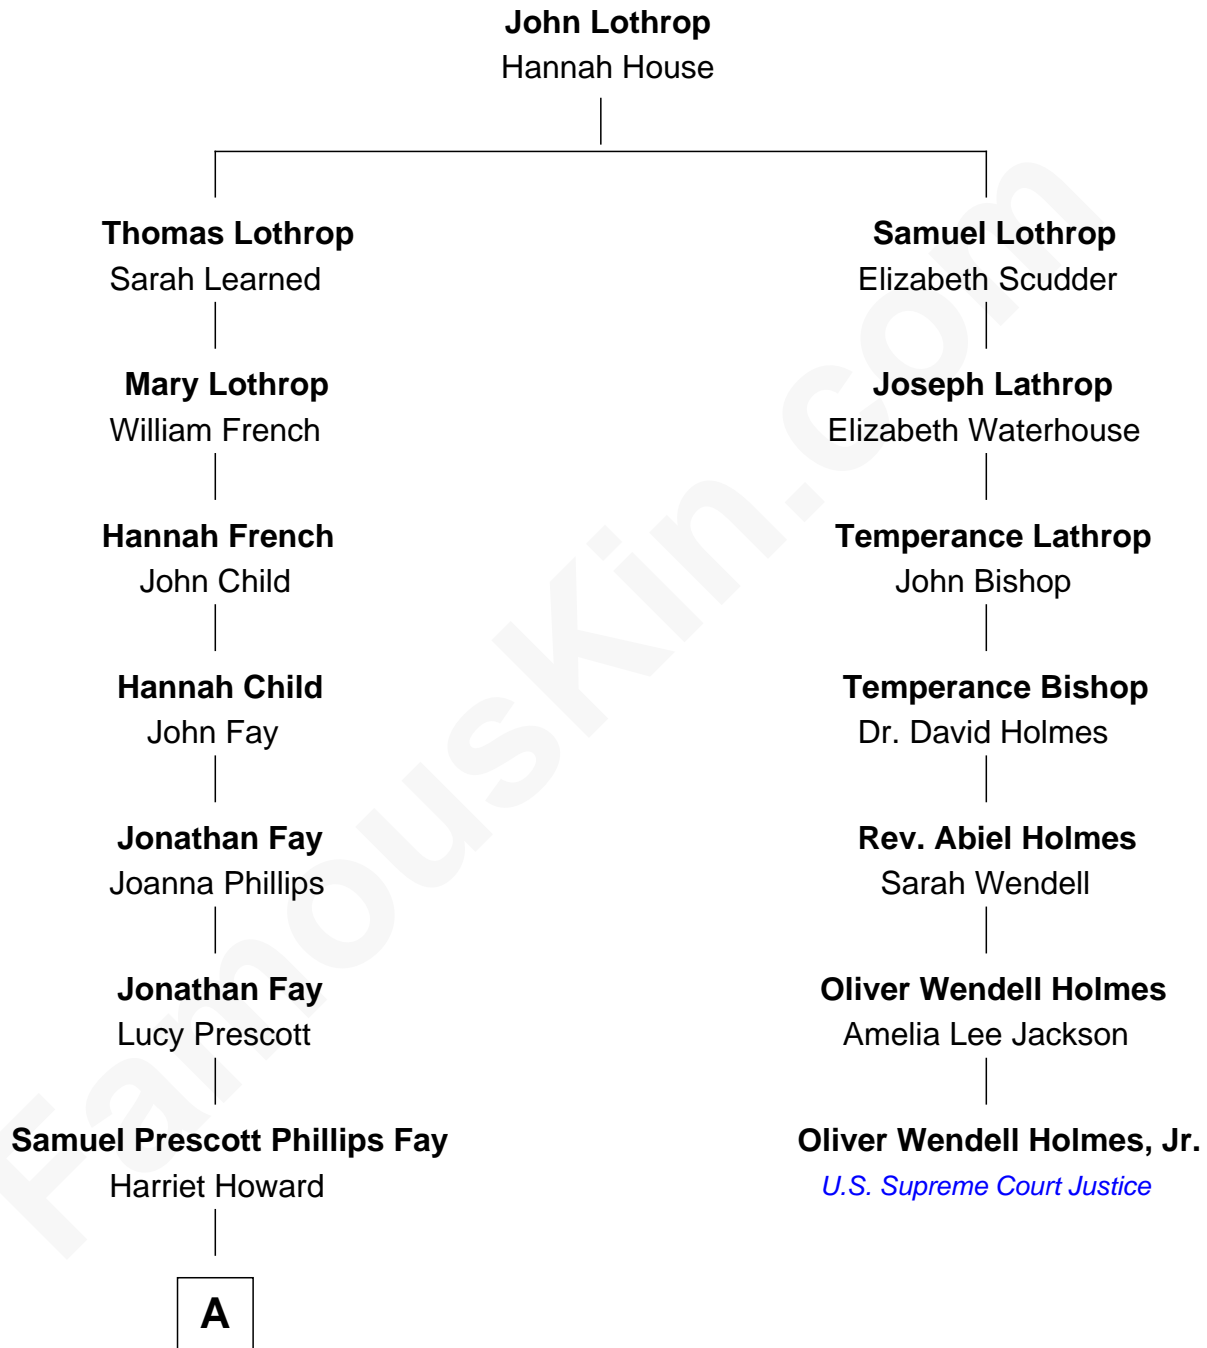 John Lothrop
Hannah House
Thomas Lothrop
Sarah Learned
Samuel Lothrop
Elizabeth Scudder
Mary Lothrop
William French
Joseph Lathrop
Elizabeth Waterhouse
Hannah French
John Child
Temperance Lathrop
John Bishop
Hannah Child
John Fay
Temperance Bishop
Dr. David Holmes
Jonathan Fay
Joanna Phillips
Rev. Abiel Holmes
Sarah Wendell
Jonathan Fay
Lucy Prescott
Oliver Wendell Holmes
Amelia Lee Jackson
Samuel Prescott Phillips Fay
Harriet Howard
Oliver Wendell Holmes, Jr.
U.S. Supreme Court Justice
A
FamousKin.com